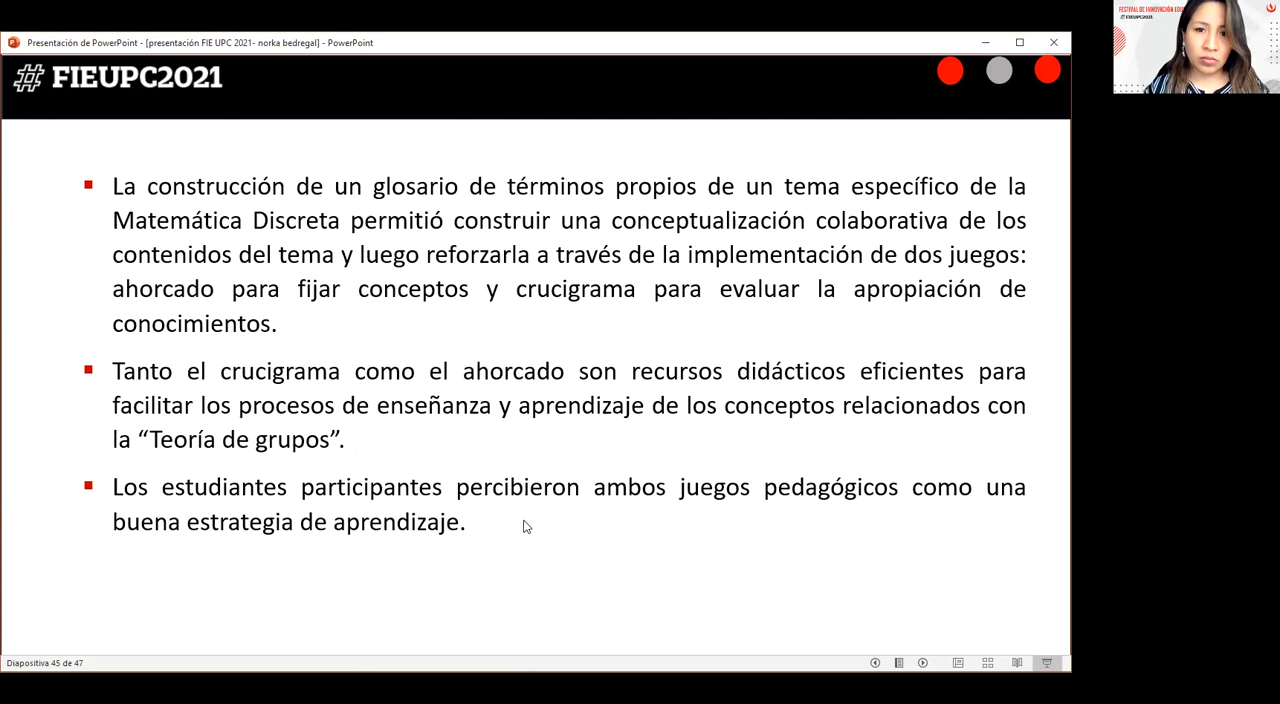 FESTIVAL DE INNOVACIÓN EDU
#FIEUPC2021
Presentación de PowerPoint - [presentación FIE UPC 2021- norka bedregal] - PowerPoint
# FIEUPC2021
La construcción de un glosario de términos propios de un tema específico de la
Matemática Discreta permitió construir una conceptualización colaborativa de los
contenidos del tema y luego reforzarla a través de la implementación de dos juegos:
ahorcado para fijar conceptos y crucigrama para evaluar la apropiación de
conocimientos.
Tanto el crucigrama como el ahorcado son recursos didácticos eficientes para
facilitar los procesos de enseñanza y aprendizaje de los conceptos relacionados con
la “Teoría de grupos”.
Los estudiantes participantes percibieron ambos juegos pedagógicos como una
buena estrategia de aprendizaje.
Diapositiva 45 de 47